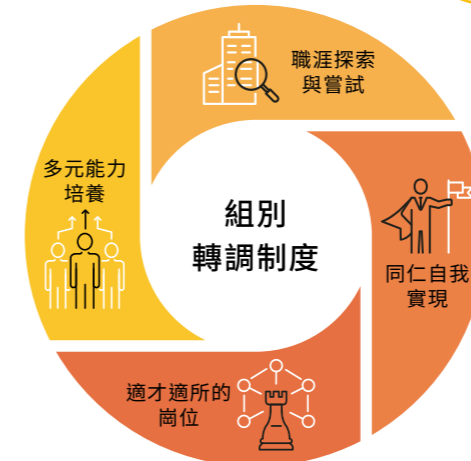 職涯探索
與嘗試
多元能力
培養
組別
轉調制度
同仁自我
實現
適才適所的
崗位